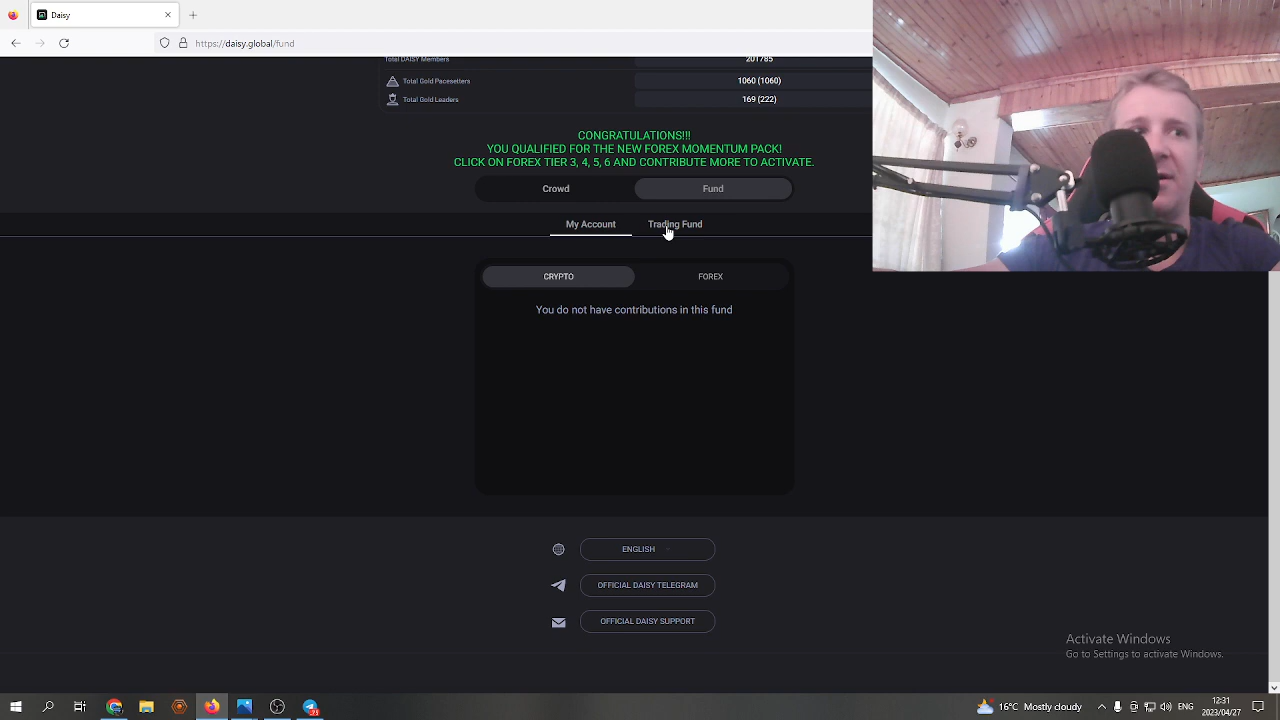 Daisy
https://daisy.global/fund
Total DAISY Members 201785
Total Gold Pacesetters 1060 (1060)
Total Gold Leaders 169 (222)
CONGRATULATIONS!!!
YOU QUALIFIED FOR THE NEW FOREX MOMENTUM PACK!
CLICK ON FOREX TIER 3, 4, 5, 6 AND CONTRIBUTE MORE TO ACTIVATE.
Crowd Fund
My Account Trading Fund
CRYPTO FOREX
You do not have contributions in this fund
ENGLISH
OFFICIAL DAISY TELEGRAM
OFFICIAL DAISY SUPPORT
Activate Windows
Go to Settings to activate Windows.
15°C Mostly cloudy ENG 12:31
2023/04/27